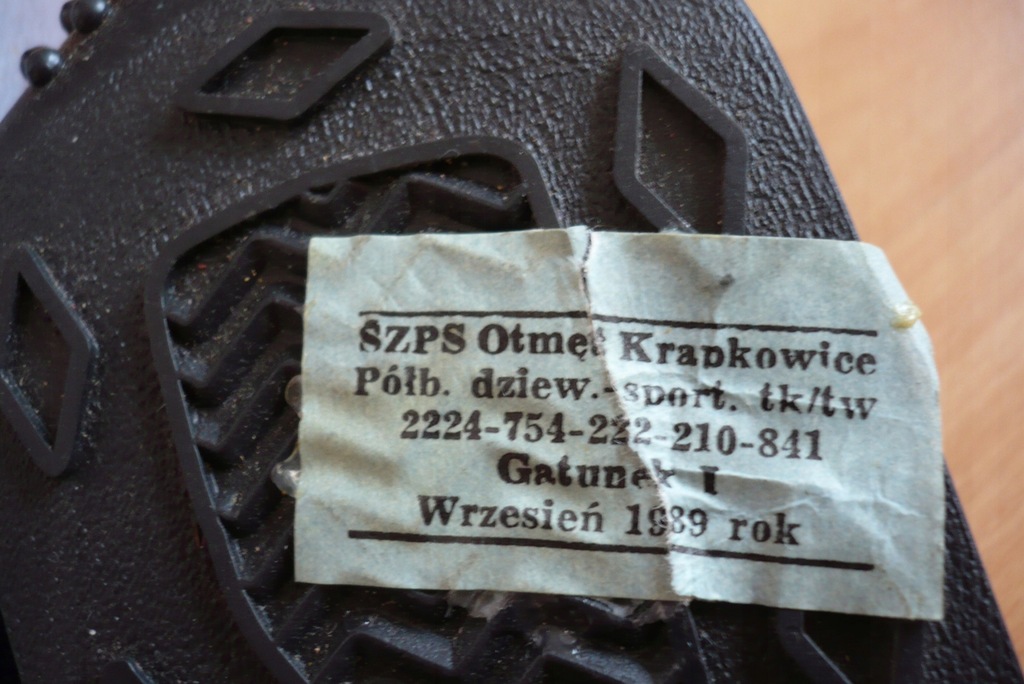 SZPS Otmęt Krapkowice
Półb. dziew.-sport. tk/tw
2224-754-222-210-841
Gatunek I
Wrzesień 1989 rok